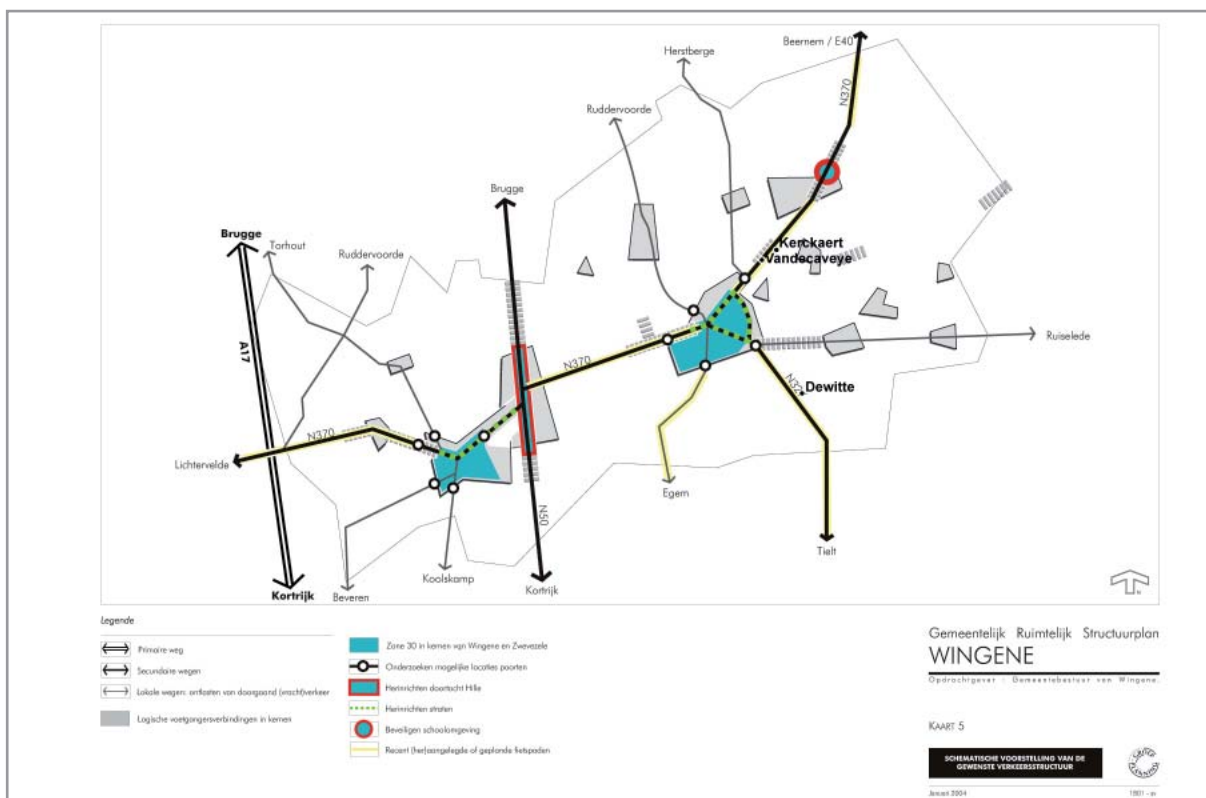 Beernem / E40
Herstberge
N370
Ruddervoorde
Brugge
Kerckaert
Vandecaveye
Brugge
Torhout
Ruddervoorde
A17
Ruiselede
N370
N32
Dewitte
N370
Lichtervelde
Egem
N50
Tielt
Koolskamp
Kortrijk
Kortrijk
Beveren
N
Legende
Primaire weg
Secundaire wegen
Lokale wegen: ontlasten van doorgaand (vracht)verkeer
Logische voetgangersverbindingen in kernen
Zone 30 in kernen van Wingene en Zwevezele
Onderzoeken mogelijke locaties poorten
Herinrichten doortocht Hille
Herinrichten straten
Beveiligen schoolomgeving
Recent (her)aangelegde of geplande fietspaden
Gemeentelijk Ruimtelijk Structuurplan
WINGENE
Opdrachtgever : Gemeentebestuur van Wingene.
KAART 5
SCHEMATISCHE VOORSTELLING VAN DE
GEWENSTE VERKEERSSTRUCTUUR
Januari 2004